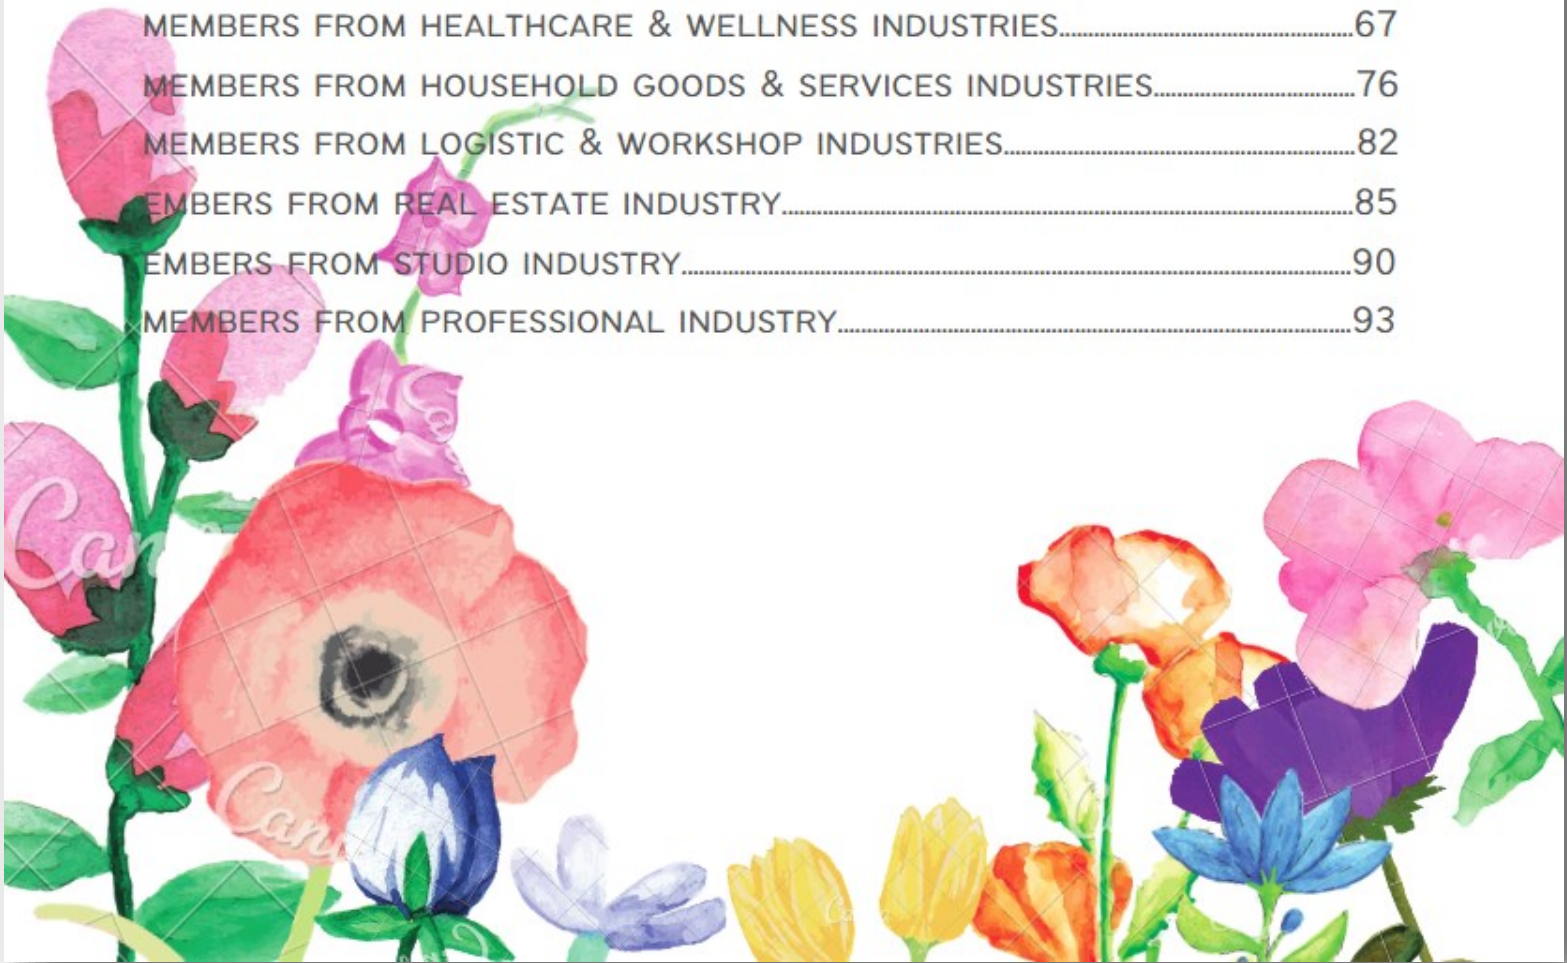 MEMBERS FROM HEALTHCARE & WELLNESS INDUSTRIES.......................67
MEMBERS FROM HOUSEHOLD GOODS & SERVICES INDUSTRIES.......................76
MEMBERS FROM LOGISTIC & WORKSHOP INDUSTRIES.......................82
EMBERS FROM REAL ESTATE INDUSTRY.......................85
EMBERS FROM STUDIO INDUSTRY.......................90
MEMBERS FROM PROFESSIONAL INDUSTRY.......................93